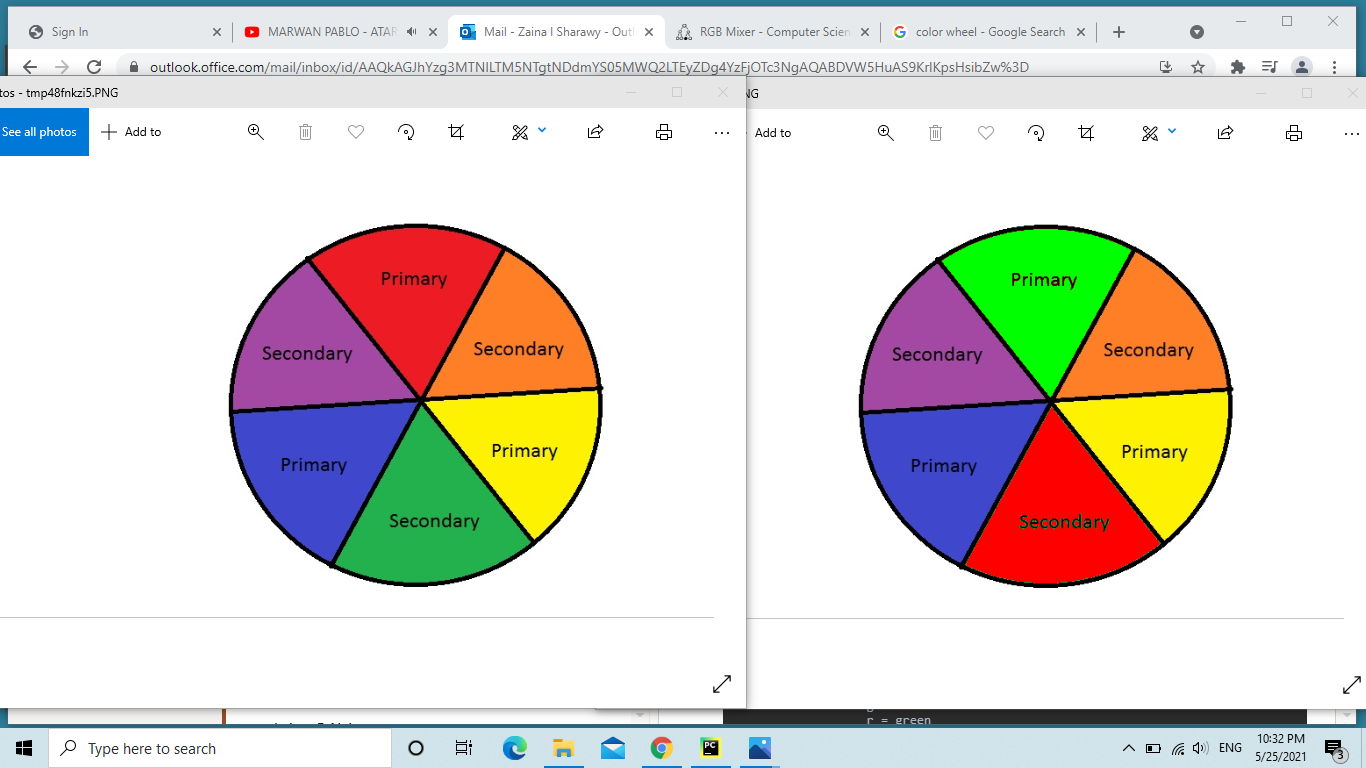 Sign In
MARWAN PABLO - ATAR
Mail - Zaina I Sharawy - Outl
RGB Mixer - Computer Scien
color wheel - Google Search
outlook.office.com/mail/inbox/id/AAQkAGJhYzg3MTNlLTM5NTgtNDdmYS05MWQ2LTEyZDg4YzFjOTc3NgAQABDVW5HuAS9KrlKpsHsibZw%3D
tos - tmp48fnkzi5.PNG
NG
See all photos
Add to
Add to
Primary
Secondary
Secondary
Primary
Primary
Secondary
Primary
Secondary
Secondary
Primary
Primary
Secondary
r = green
Type here to search
PC
ENG
10:32 PM
5/25/2021
3